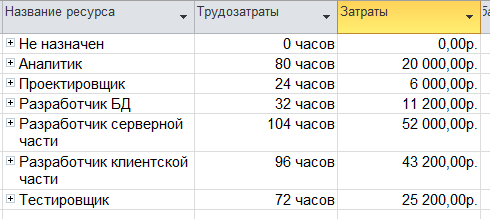 Название ресурса Трудозатраты Затраты
Не назначен 0 часов 0,00р.
Аналитик 80 часов 20 000,00р.
Проектировщик 24 часов 6 000,00р.
Разработчик БД 32 часов 11 200,00р.
Разработчик серверной 104 часов 52 000,00р.
части
Разработчик клиентской 96 часов 43 200,00р.
части
Тестировщик 72 часов 25 200,00р.